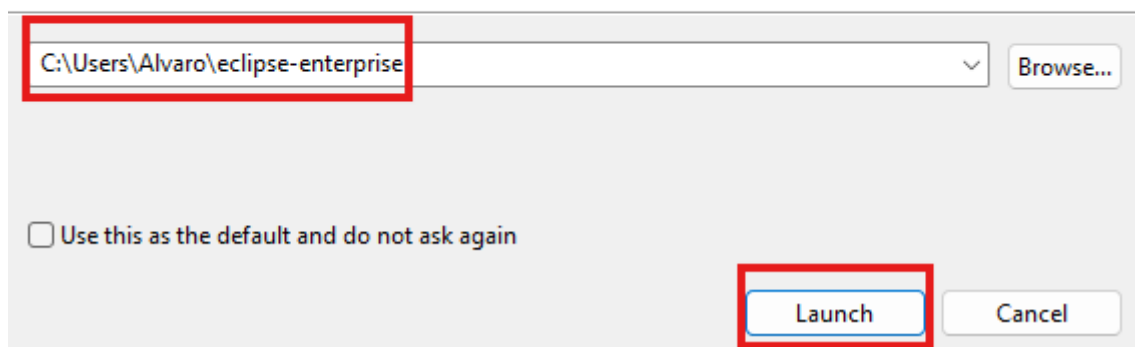 C:\Users\Alvaro\eclipse-enterprise
Browse...
Use this as the default and do not ask again
Launch
Cancel